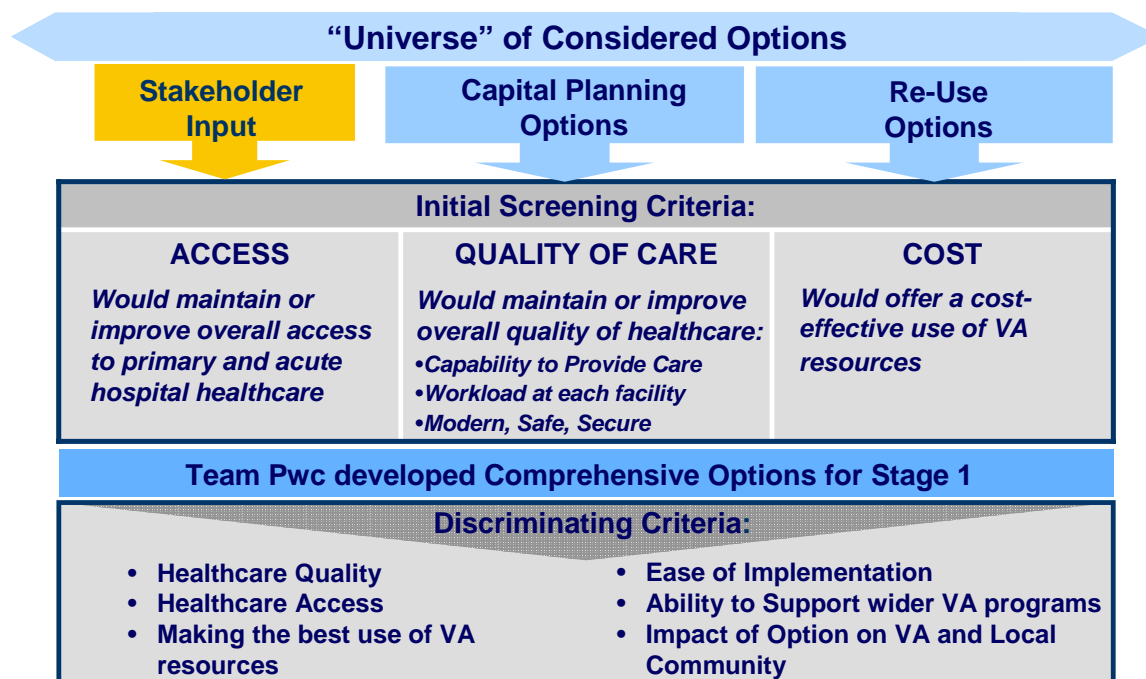 “Universe” of Considered Options
Stakeholder
Input
Capital Planning
Options
Re-Use
Options
Initial Screening Criteria:
ACCESS
Would maintain or
improve overall access
to primary and acute
hospital healthcare
QUALITY OF CARE
Would maintain or improve
overall quality of healthcare:
•Capability to Provide Care
•Workload at each facility
•Modern, Safe, Secure
COST
Would offer a cost-
effective use of VA
resources
Team Pwc developed Comprehensive Options for Stage 1
Discriminating Criteria:
• Healthcare Quality
• Healthcare Access
• Making the best use of VA
resources
• Ease of Implementation
• Ability to Support wider VA programs
• Impact of Option on VA and Local
Community